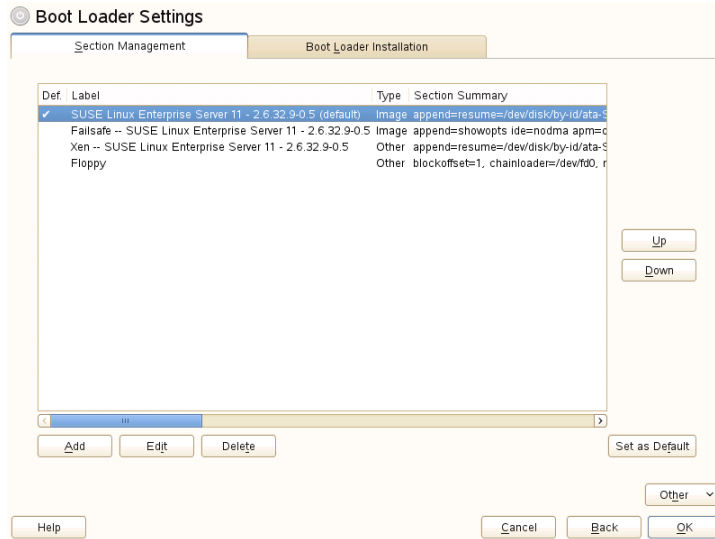 Boot Loader Settings
Section Management Boot Loader Installation
Def. Label Type Section Summary
SUSE Linux Enterprise Server 11 - 2.6.32.9-0.5 (default) Image append=resume=/dev/disk/by-id/ata-S
Failsafe -- SUSE Linux Enterprise Server 11 - 2.6.32.9-0.5 Image append=showopts ide=nodma apm=o
Xen -- SUSE Linux Enterprise Server 11 - 2.6.32.9-0.5 Other append=resume=/dev/disk/by-id/ata-S
Floppy Other blockoffset=1, chainloader=/dev/fd0, r
Up
Down
Add Edit Delete Set as Default
Other
Help Cancel Back OK